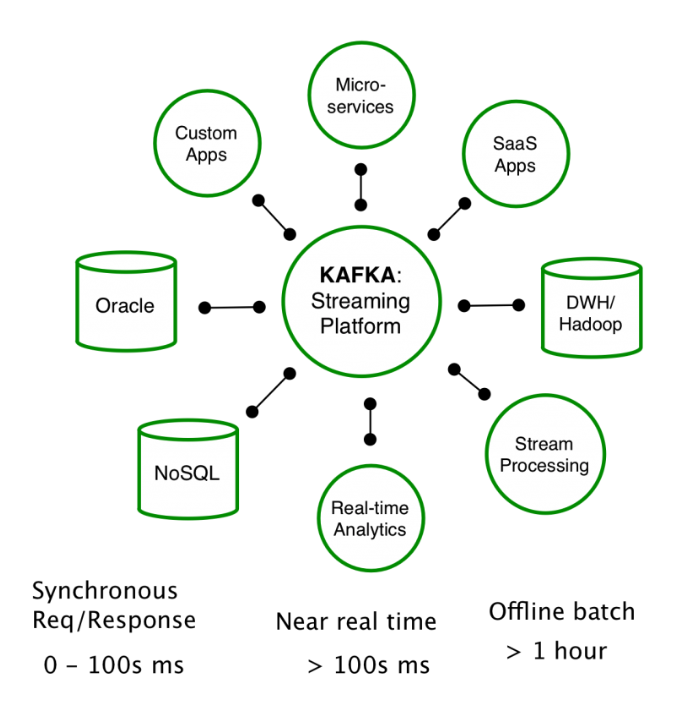 Micro-
services
Custom
Apps
SaaS
Apps
KAFKA:
Streaming
Platform
Oracle
DWH/
Hadoop
NoSQL
Stream
Processing
Real-time
Analytics
Synchronous
Req/Response
0 – 100s ms
Near real time
> 100s ms
Offline batch
> 1 hour